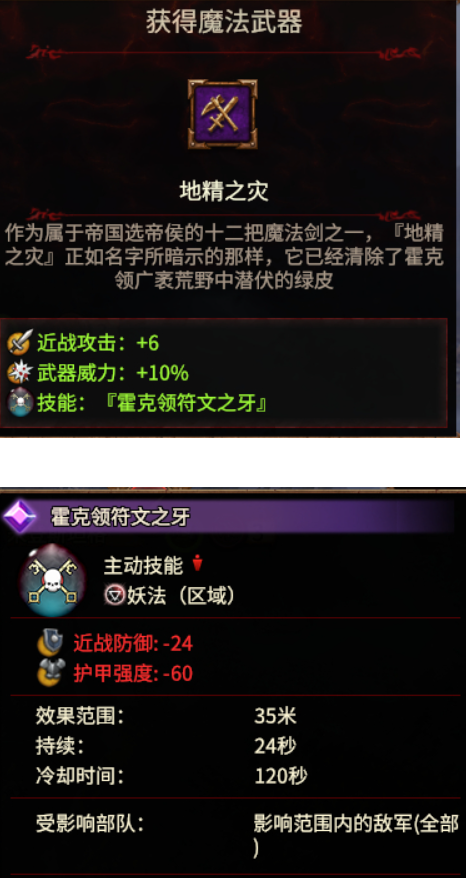 获得魔法武器
地精之灾
作为属于帝国选帝侯的十二把魔法剑之一，『地精
之灾』正如名字所暗示的那样，它已经清除了霍克
领广袤荒野中潜伏的绿皮
近战攻击：+6
武器威力：+10%
技能：『霍克领符文之牙』
霍克领符文之牙
主动技能
妖法（区域）
近战防御: -24
护甲强度: -60
效果范围： 35米
持续： 24秒
冷却时间： 120秒
受影响部队： 影响范围内的敌军(全部
)